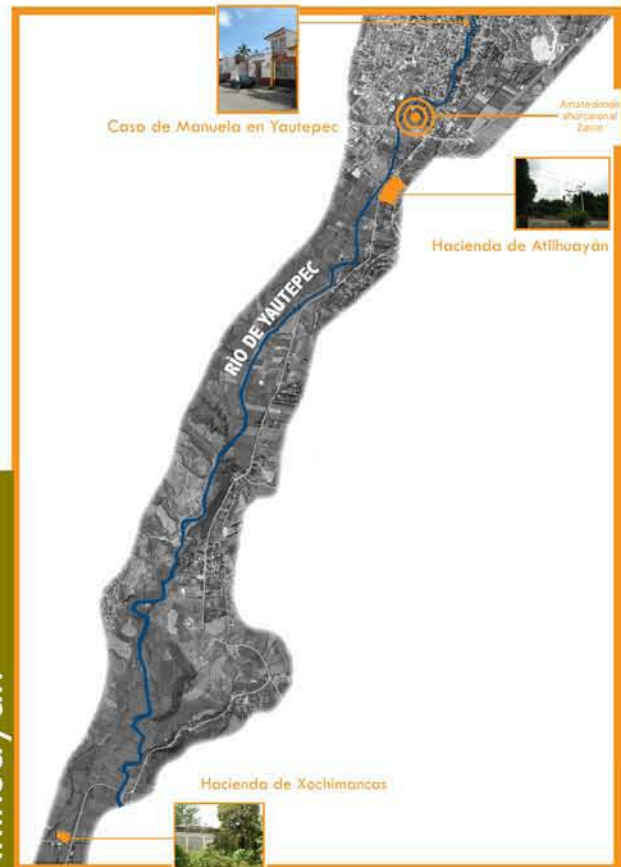 Casa de Manuela en Yautepec
Amate donde
ahorcaron al
Zarco
Hacienda de Atlihuayán
RÍO DE YAUTEPEC
Hacienda de Xochimancas